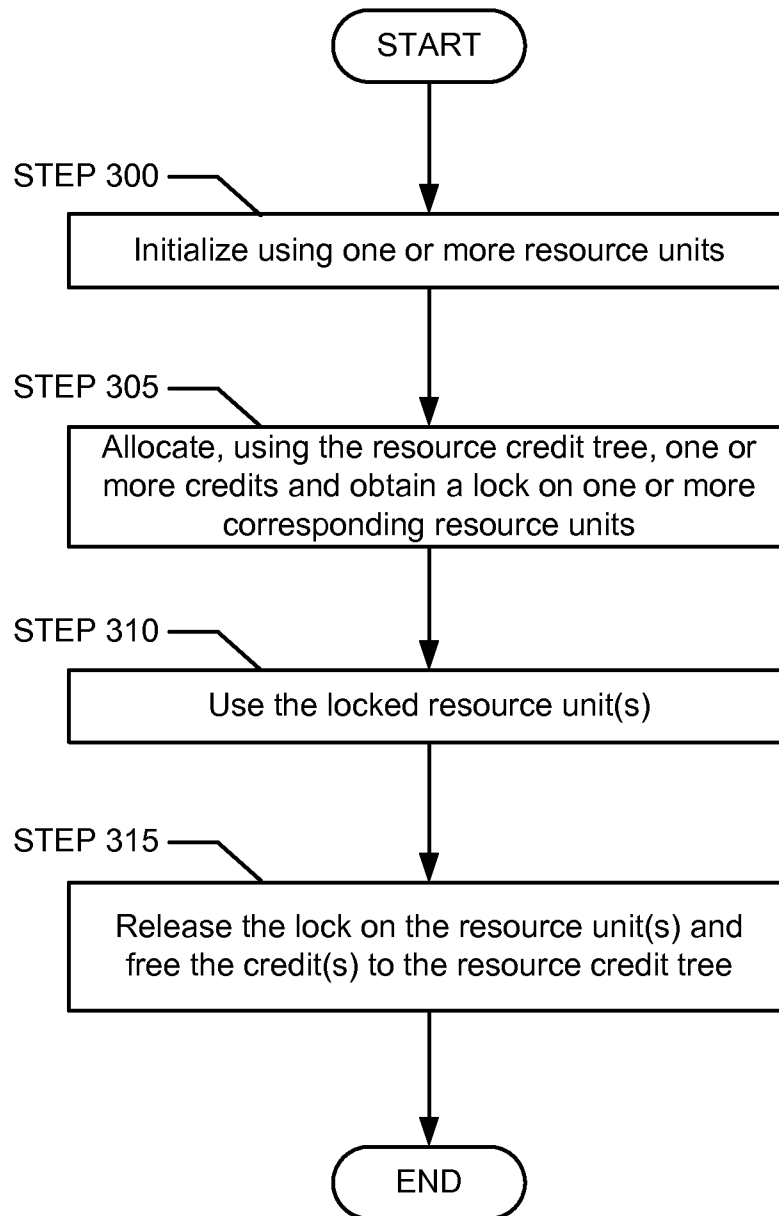 START
STEP 300
Initialize using one or more resource units
STEP 305
Allocate, using the resource credit tree, one or
more credits and obtain a lock on one or more
corresponding resource units
STEP 310
Use the locked resource unit(s)
STEP 315
Release the lock on the resource unit(s) and
free the credit(s) to the resource credit tree
END